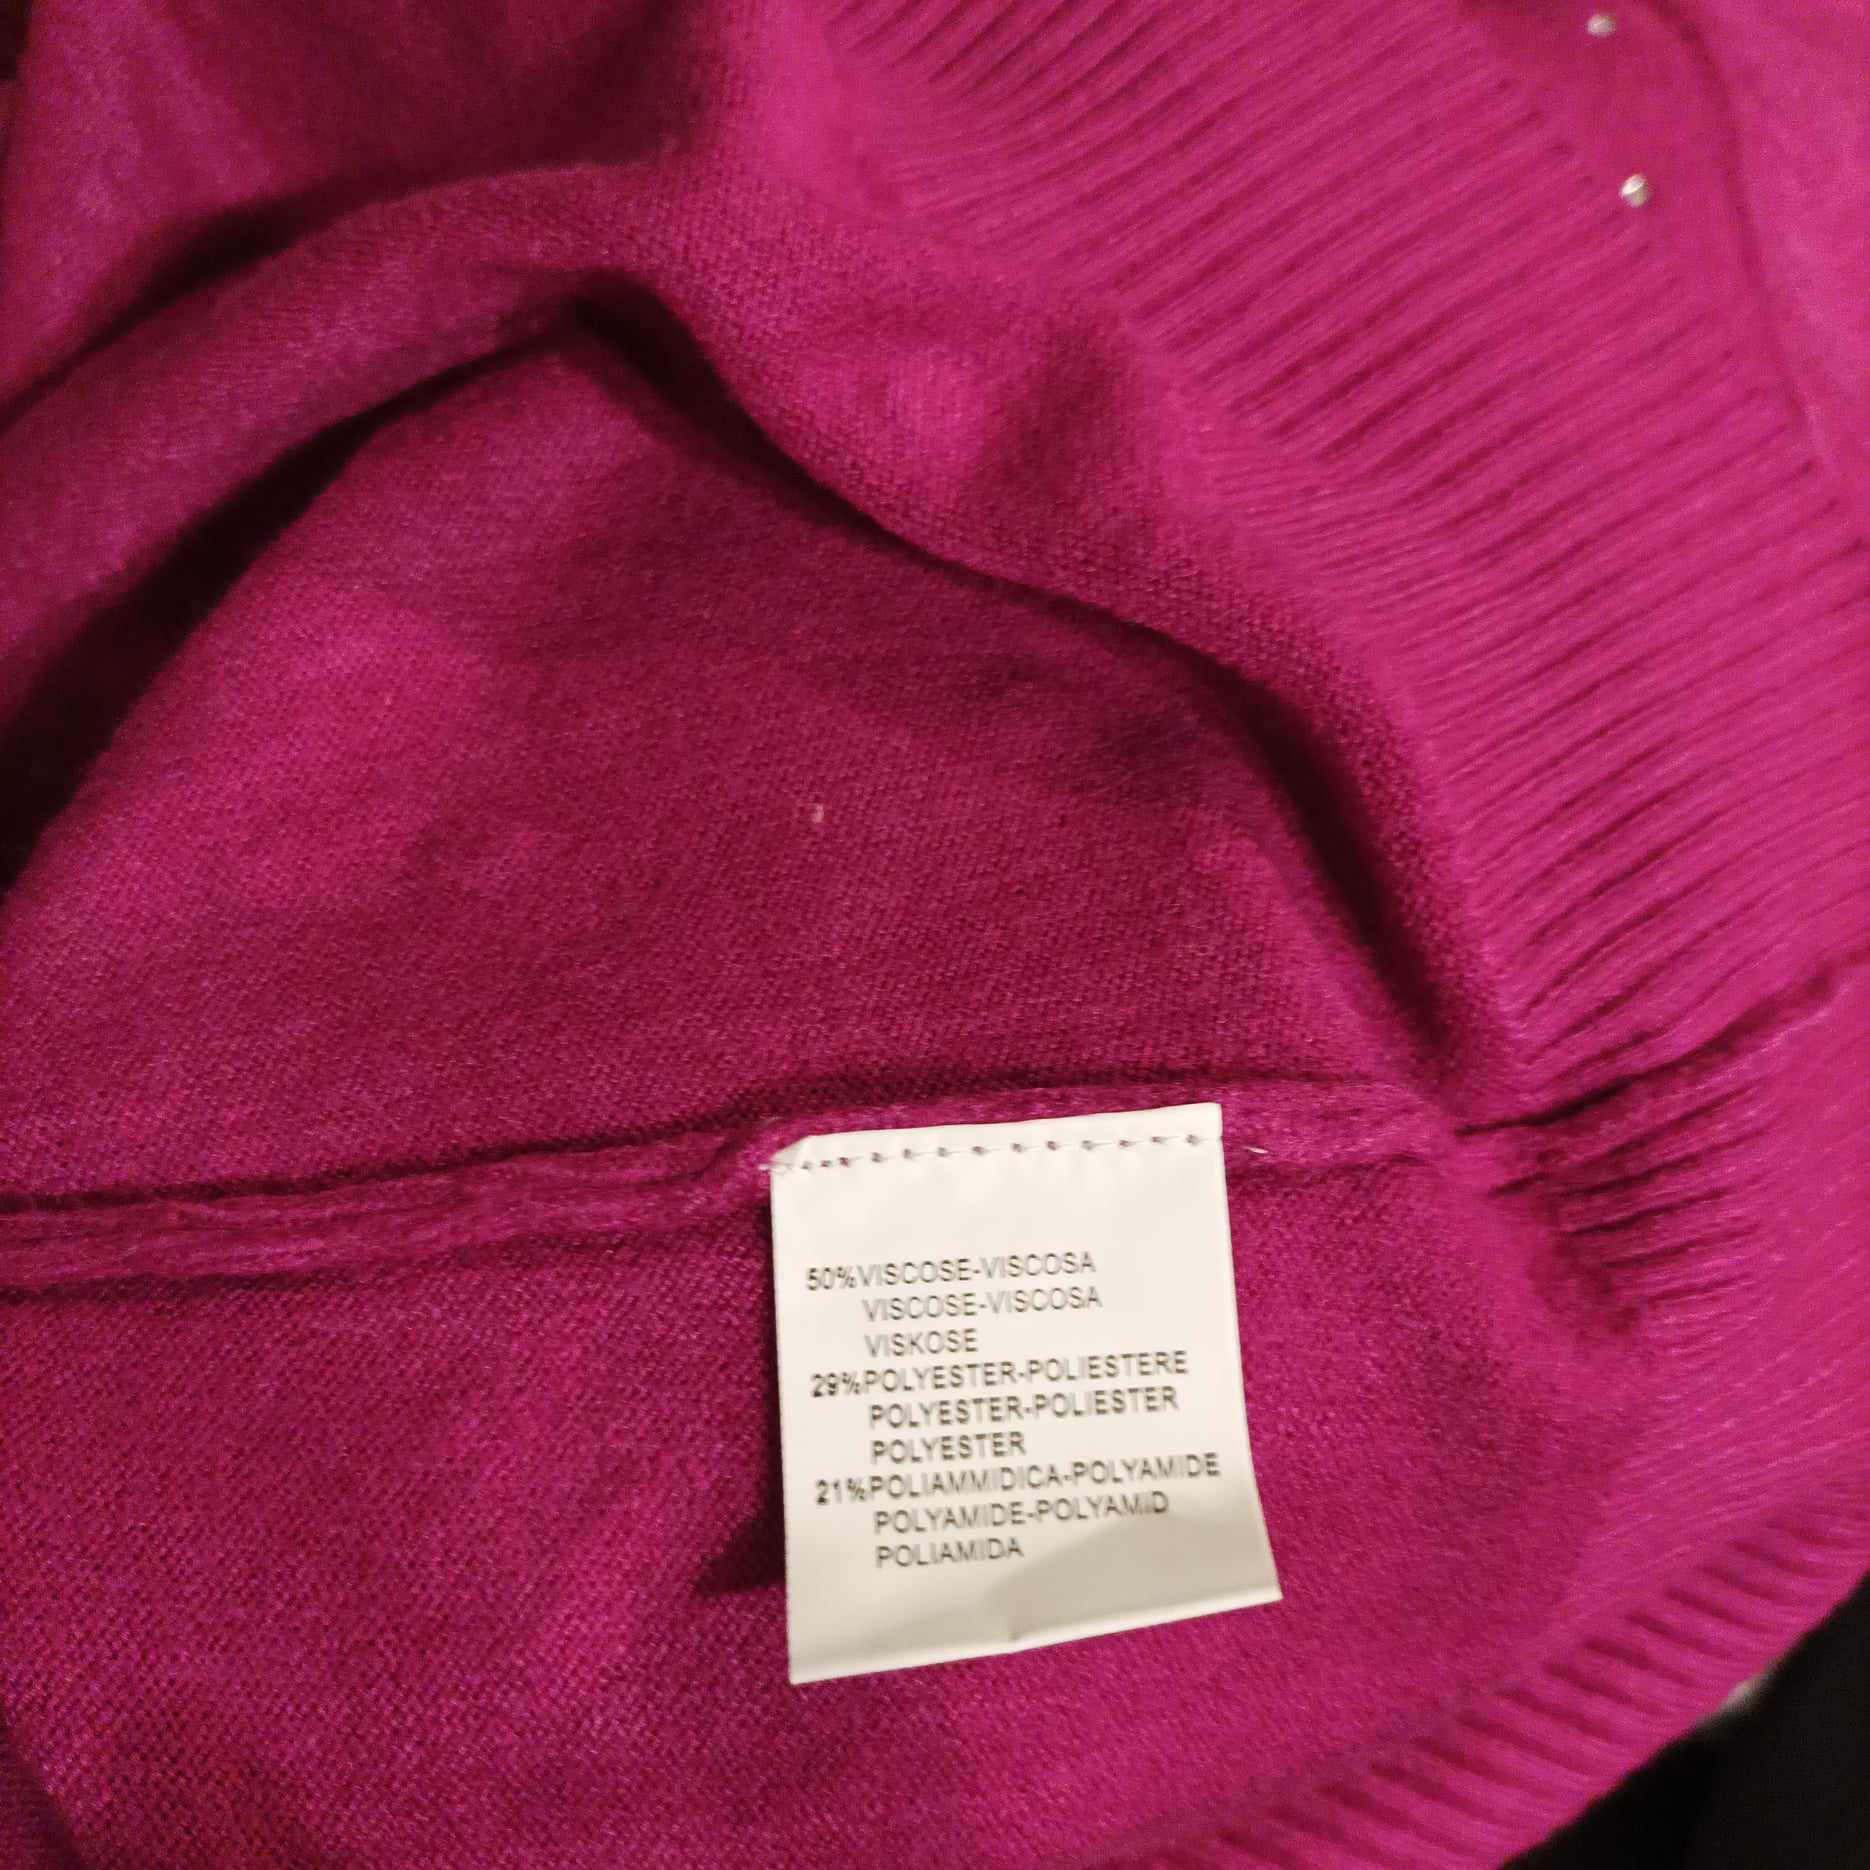 50%VISCOSE-VISCOSA
VISCOSE-VISCOSA
VISKOSE
29%POLYESTER-POLIESTERE
POLYESTER-POLIESTER
POLYESTER
21%POLIAMMIDICA-POLYAMIDE
POLYAMIDE-POLYAMID
POLIAMIDA